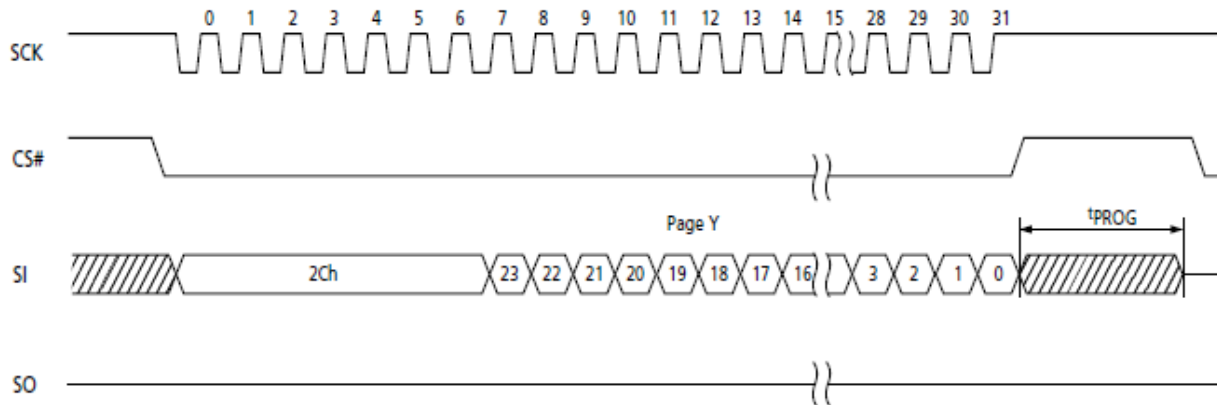 0 1 2 3 4 5 6 7 8 9 10 11 12 13 14 15 28 29 30 31
SCK
CS#
Page Y
tPROG
SI 2Ch 23 22 21 20 19 18 17 16 3 2 1 0
SO